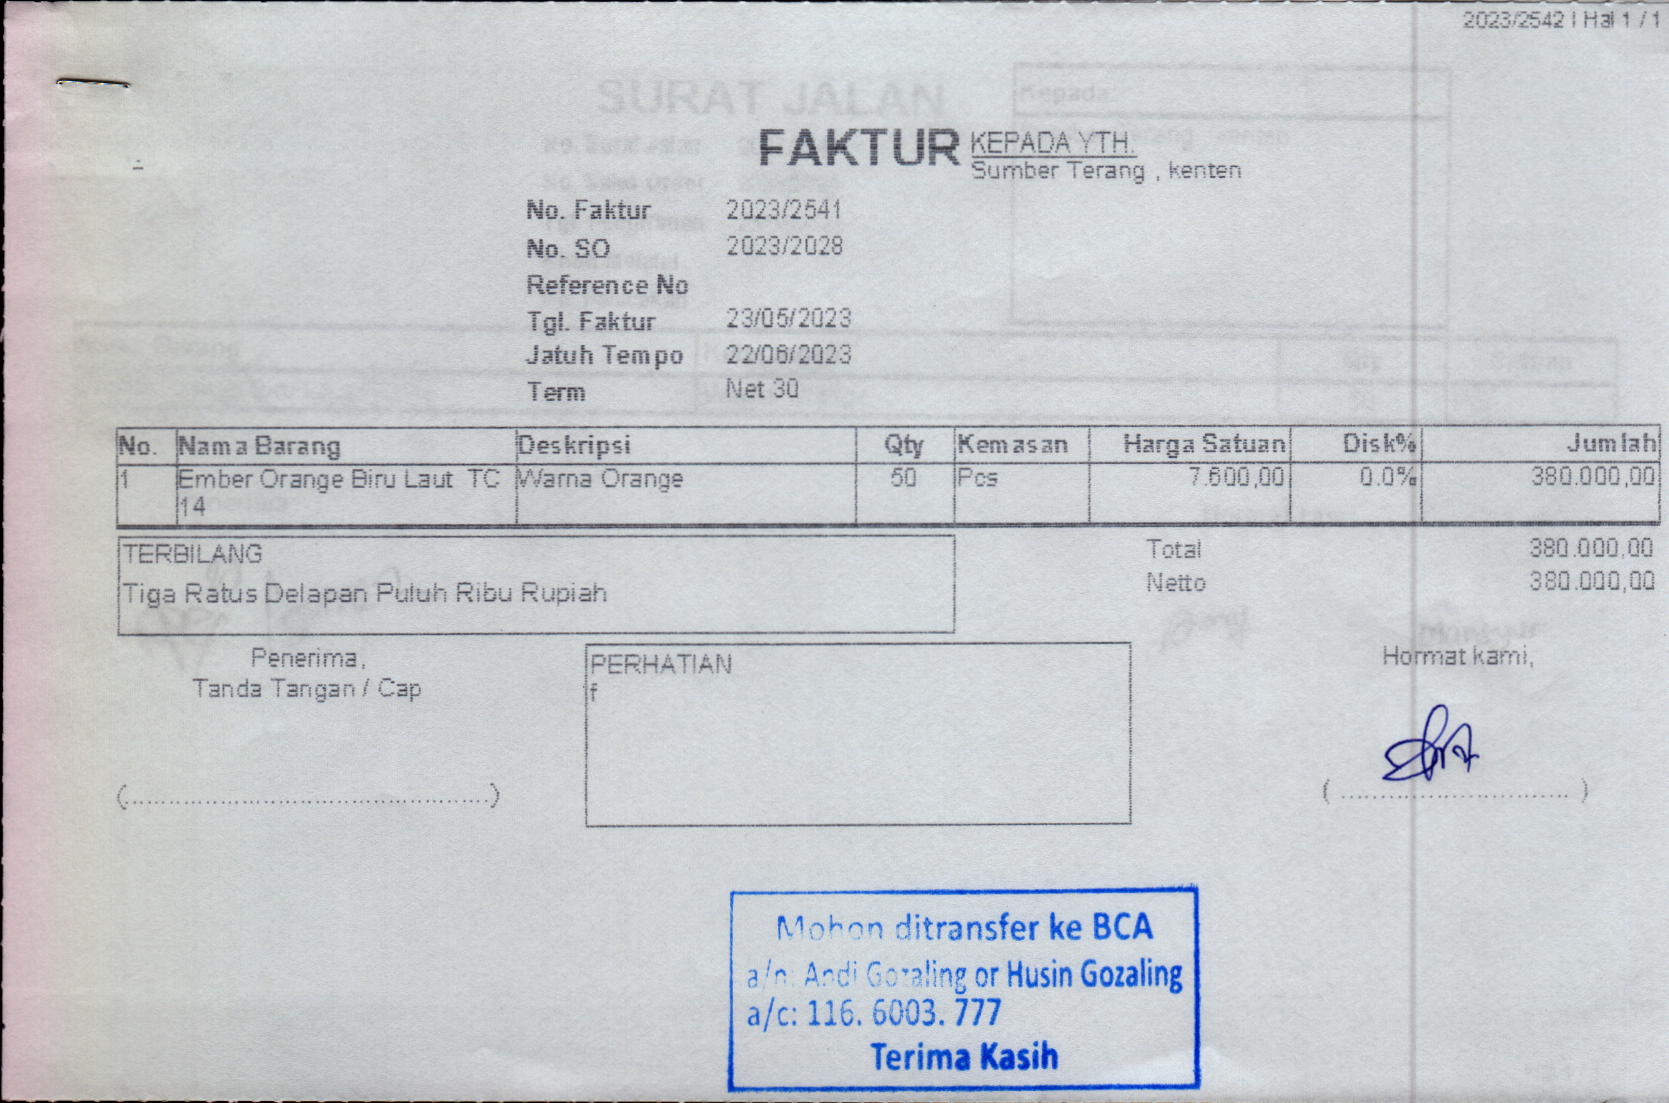 2023/2542 | Hal 1 / 1
SURAT JALAN
Kepada
FAKTUR
KEPADA YTH.
Sumber Terang , kenten
No. Faktur 2023/2541
No. SO 2023/2028
Reference No
Tgl. Faktur 23/05/2023
Jatuh Tempo 22/06/2023
Term Net 30
No. Nama Barang Deskripsi Qty Kemasan Harga Satuan Disk% Jumlah
1 Ember Orange Biru Laut TC Warna Orange 50 Pcs 7.600,00 0.0% 380.000,00
14
TERBILANG
Tiga Ratus Delapan Puluh Ribu Rupiah
Total 380.000,00
Netto 380.000,00
Penerima,
Tanda Tangan / Cap
PERHATIAN
f
Hormat kami,
(................................................)
( .............................. )
Mohon ditransfer ke BCA
a/n: Andi Gozaling or Husin Gozaling
a/c: 116. 6003. 777
Terima Kasih